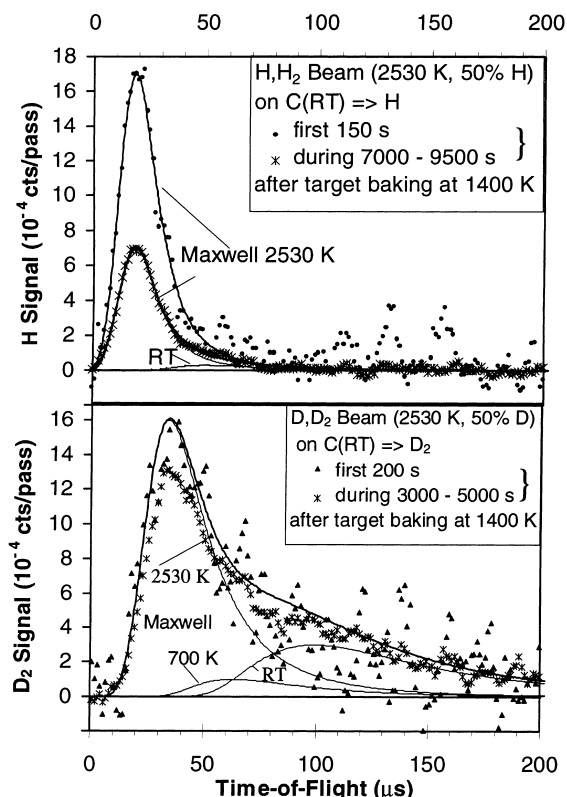 0 50 100 150 200
18
16
14
12
10
8
6
4
2
0
H Signal (10⁻⁴ cts/pass)
H,H₂ Beam (2530 K, 50% H)
on C(RT) => H
• first 150 s
during 7000 - 9500 s
}
after target baking at 1400 K
Maxwell 2530 K
RT
16
14
12
10
8
6
4
2
0
D₂ Signal (10⁻⁴ cts/pass)
D,D₂ Beam (2530 K, 50% D)
on C(RT) => D₂
▲ first 200 s
during 3000 - 5000 s
}
after target baking at 1400 K
2530 K
Maxwell
700 K
RT
0 50 100 150 200
Time-of-Flight (μs)